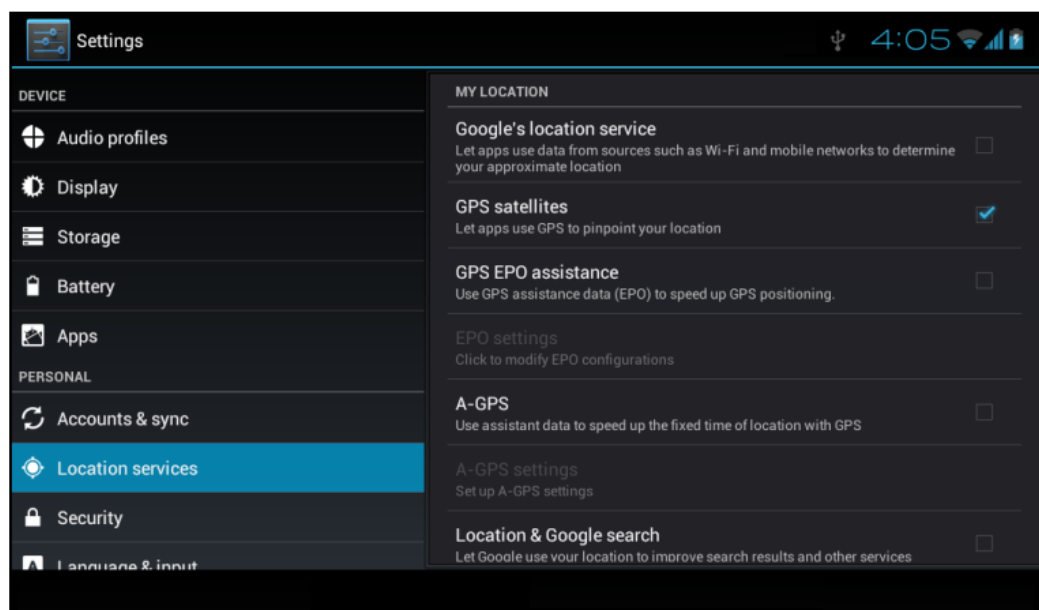 Settings
4:05
DEVICE
Audio profiles
Display
Storage
Battery
Apps
PERSONAL
Accounts & sync
Location services
Security
Language & input
MY LOCATION
Google's location service
Let apps use data from sources such as Wi-Fi and mobile networks to determine
your approximate location
GPS satellites
Let apps use GPS to pinpoint your location
GPS EPO assistance
Use GPS assistance data (EPO) to speed up GPS positioning.
EPO settings
Click to modify EPO configurations
A-GPS
Use assistant data to speed up the fixed time of location with GPS
A-GPS settings
Set up A-GPS settings
Location & Google search
Let Google use your location to improve search results and other services